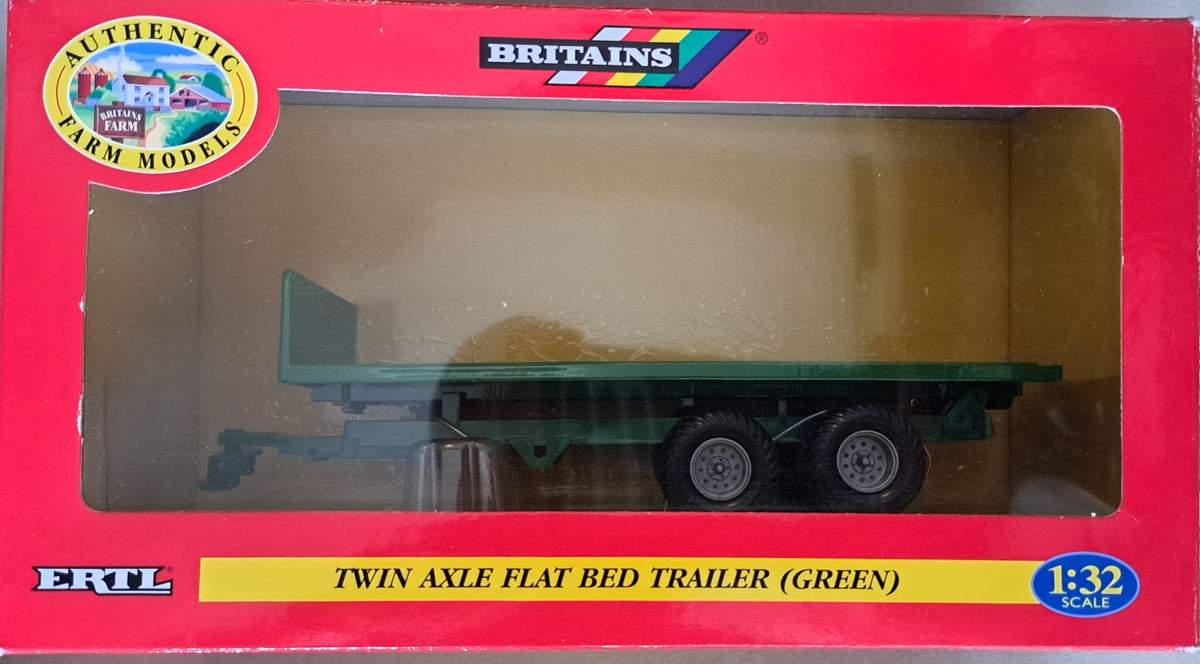 AUTHENTIC
FARM MODELS
BRITAINS
FARM
BRITAINS®
ERTL®
TWIN AXLE FLAT BED TRAILER (GREEN)
1:32
SCALE